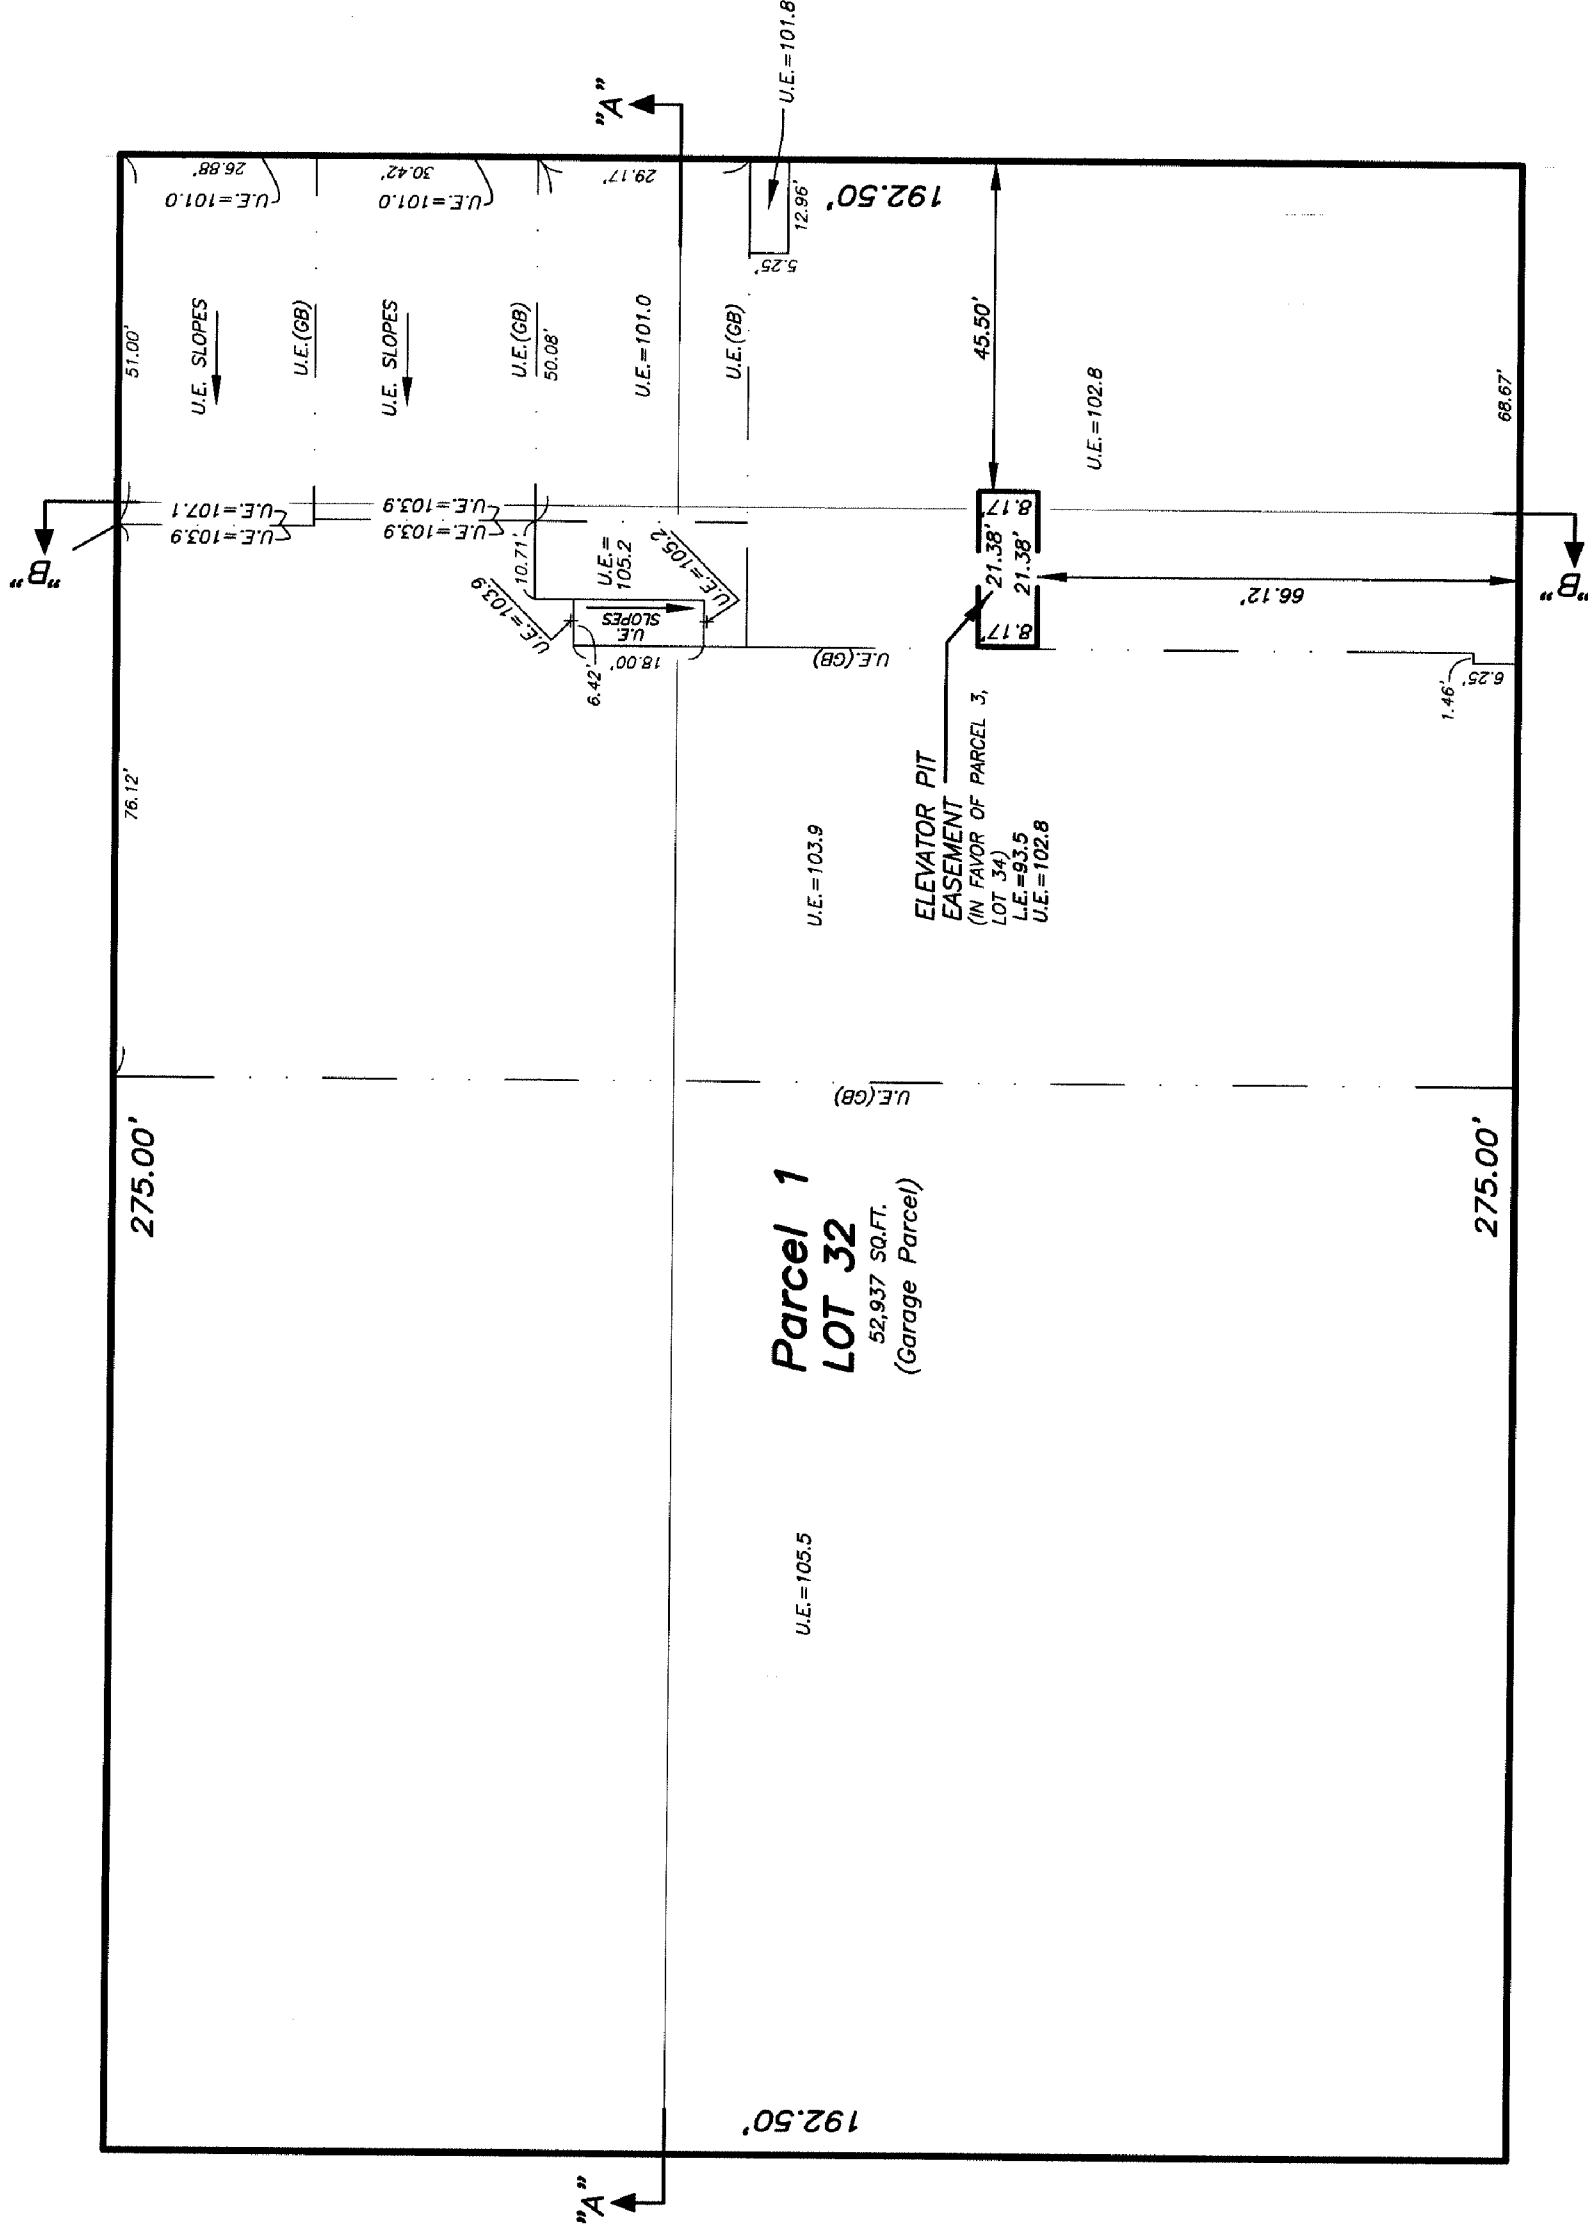 "A"
"B"
U.E.=101.8
26.88'
U.E.=101.0
30.42'
U.E.=101.0
29.17'
192.50'
12.96'
5.25'
51.00'
U.E. SLOPES
U.E.(GB)
U.E. SLOPES
U.E.(GB)
50.08'
U.E.=101.0
U.E.(GB)
45.50'
U.E.=102.8
68.67'
U.E.=107.1
U.E.=103.9
U.E.=103.9
U.E.=103.9
10.71'
U.E.=
105.2
U.E.=105.2
U.E.=103.9
U.E.
SLOPES
18.00'
6.42'
U.E.(GB)
8.17'
21.38'
21.38'
8.17'
66.12'
"B"
1.46'
6.25'
76.12'
U.E.=103.9
ELEVATOR PIT
EASEMENT
(IN FAVOR OF PARCEL 3,
LOT 34)
L.E.=93.5
U.E.=102.8
U.E.(GB)
275.00'
275.00'
Parcel 1
LOT 32
52,937 SQ.FT.
(Garage Parcel)
U.E.=105.5
192.50'
"A"